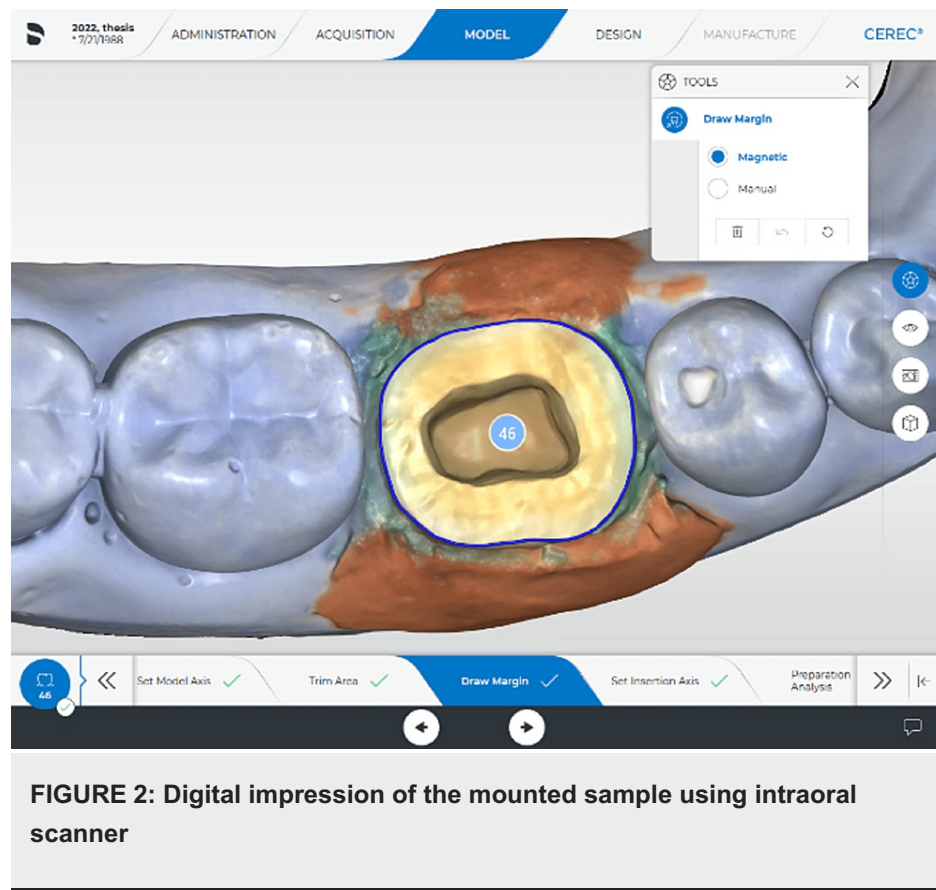 2022, thesis
* 7/21/1988
ADMINISTRATION
ACQUISITION
MODEL
DESIGN
MANUFACTURE
CEREC®
TOOLS
Draw Margin
Magnetic
Manual
46
46
Set Model Axis
Trim Area
Draw Margin
Set Insertion Axis
Preparation
Analysis
FIGURE 2: Digital impression of the mounted sample using intraoral
scanner